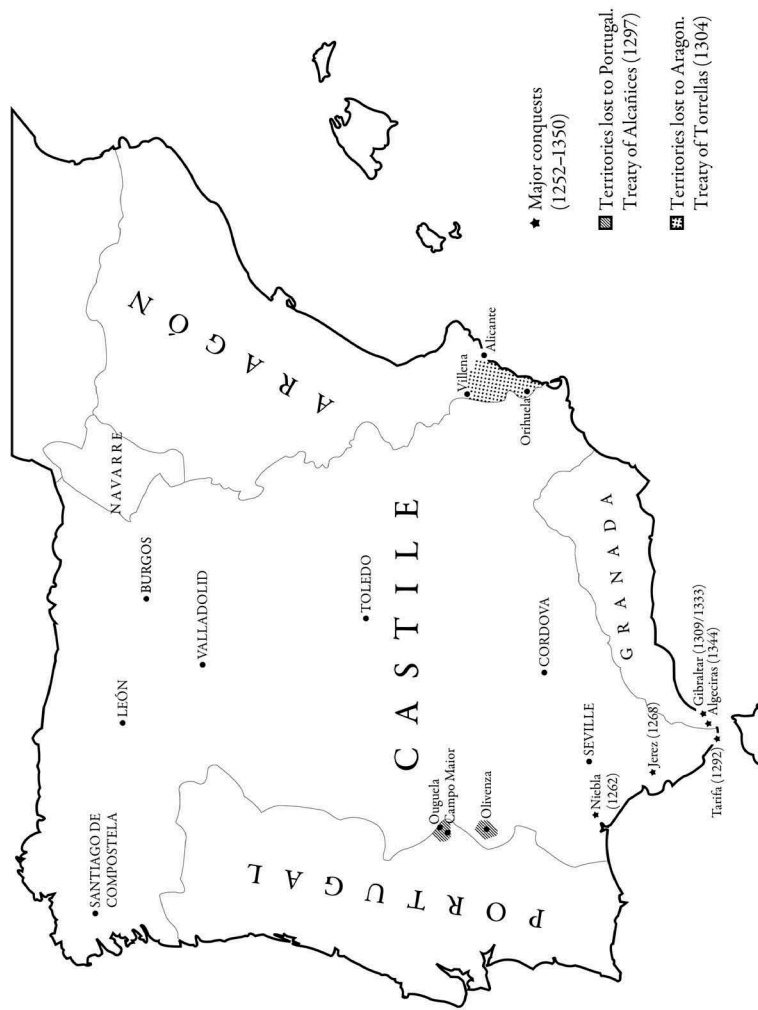 SANTIAGO DE
COMPOSTELA
LEÓN
BURGOS
NAVARRE
VALLADOLID
ARAGÓN
PORTUGAL
TOLEDO
CASTILE
Ouguela
Campo Maior
Olivenza
Villena
Alicante
Orihuela
CORDOVA
GRANADA
SEVILLE
Niebla
(1262)
Jerez (1268)
Tarifa (1292)
Gibraltar (1309/1333)
Algeciras (1344)
Major conquests
(1252–1350)
Territories lost to Portugal.
Treaty of Alcañices (1297)
Territories lost to Aragon.
Treaty of Torrellas (1304)